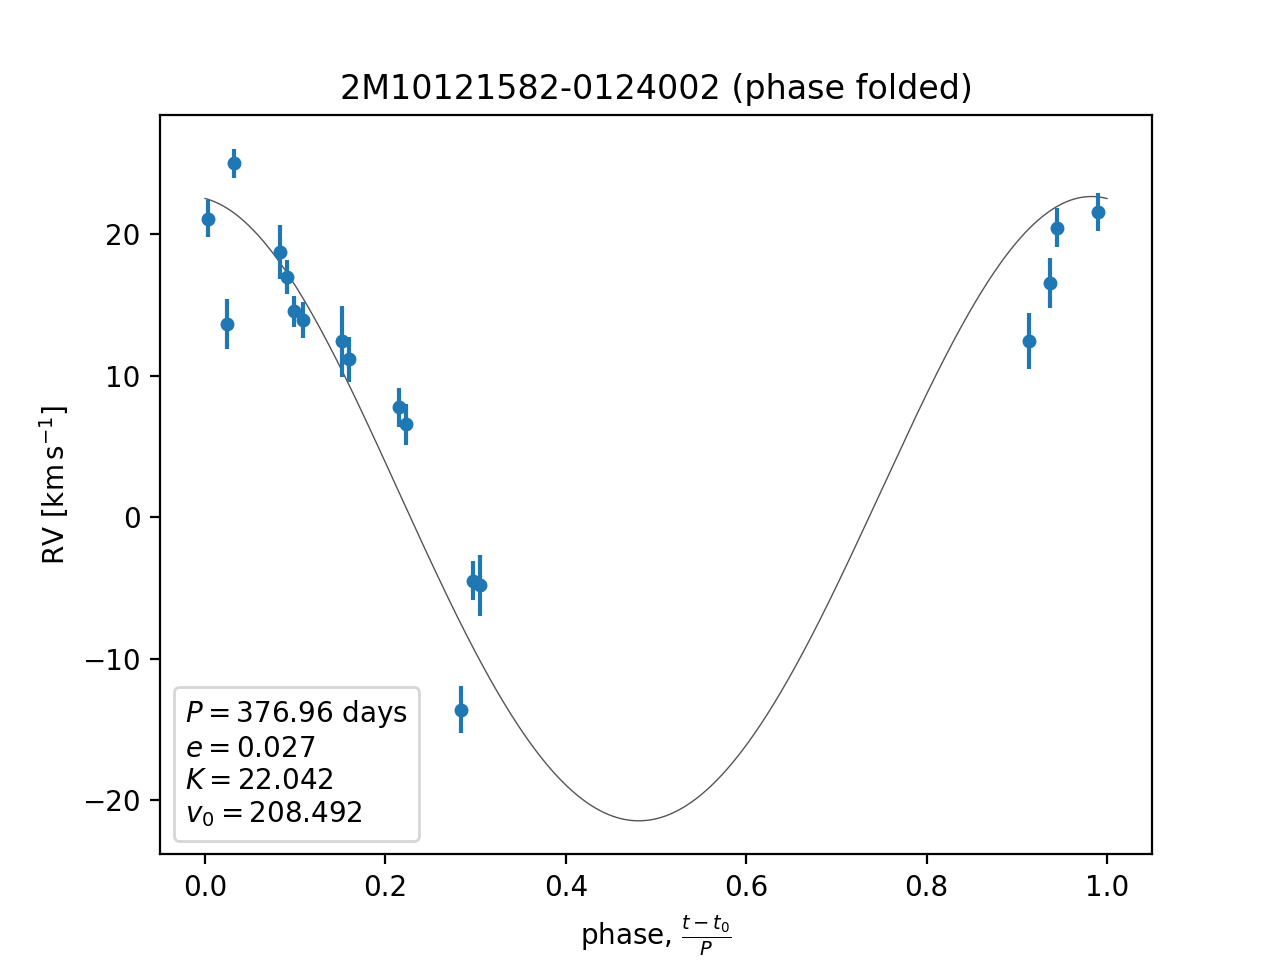 2M10121582-0124002 (phase folded)
RV [km s⁻¹]
20
10
0
−10
−20
P = 376.96 days
e = 0.027
K = 22.042
v₀ = 208.492
0.0 0.2 0.4 0.6 0.8 1.0
phase, (t − t₀)/P